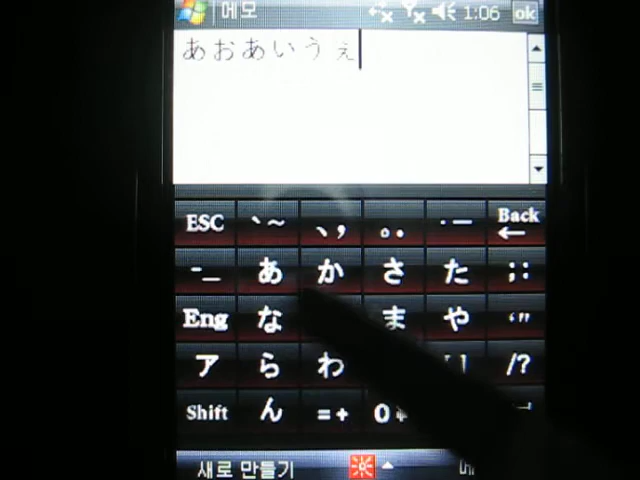 메모 1:06 ok
あおあいうぇ
ESC 、~ 、, 。. ・ー Back ←
-_ あ か さ た ;:
Eng な ま や ‘"
ア ら わ /?
Shift ん =+
새로 만들기